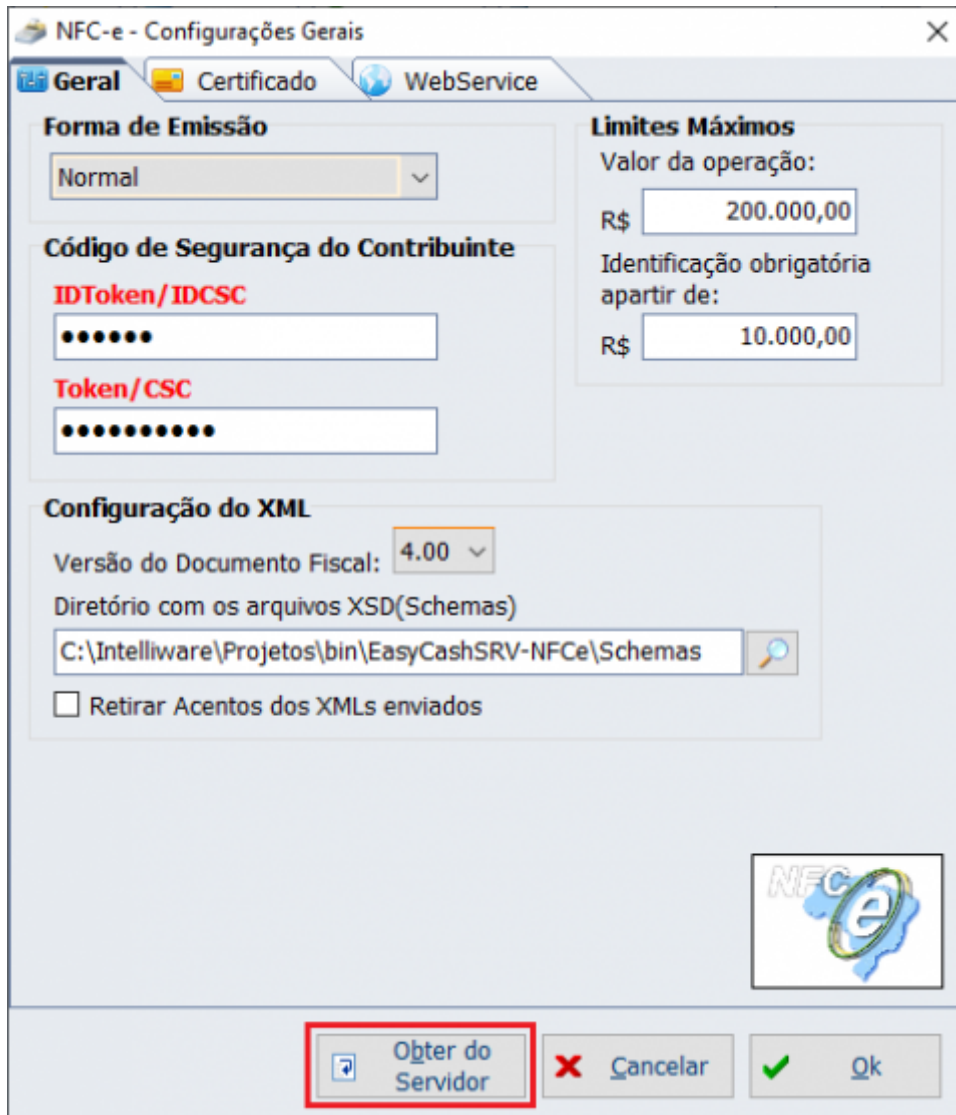 NFC-e - Configurações Gerais
Geral
Certificado
WebService
Forma de Emissão
Normal
Código de Segurança do Contribuinte
IDToken/IDCSC
••••••
Token/CSC
••••••••••
Limites Máximos
Valor da operação:
R$ 200.000,00
Identificação obrigatória
apartir de:
R$ 10.000,00
Configuração do XML
Versão do Documento Fiscal: 4.00
Diretório com os arquivos XSD(Schemas)
C:\Intelliware\Projetos\bin\EasyCashSRV-NFCe\Schemas
Retirar Acentos dos XMLs enviados
NFC e
Obter do
Servidor
Cancelar
Ok